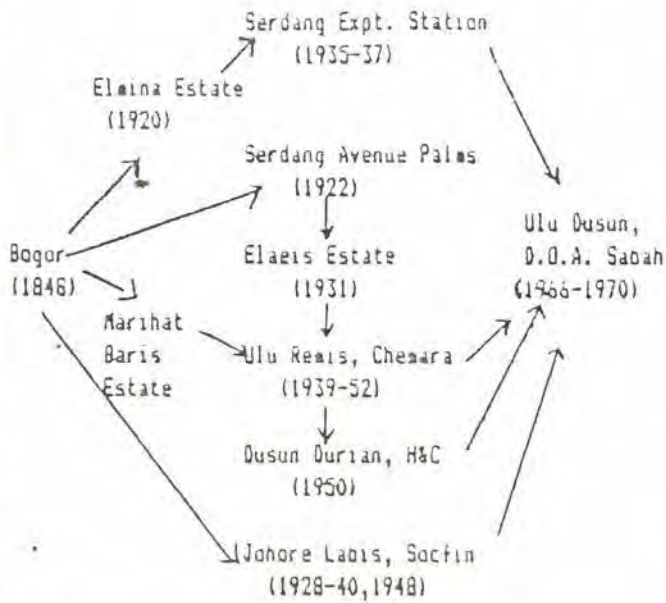 Serdang Expt. Station
(1935-37)
Elmina Estate
(1920)
Serdang Avenue Palms
(1922)
Ulu Dusun,
D.O.A. Sabah
(1966-1970)
Bogor
(1848)
Elaeis Estate
(1931)
Marihat
Baris
Estate
Ulu Remis, Chemara
(1939-52)
Dusun Durian, H&C
(1950)
Johore Labis, Socfin
(1928-40,1948)